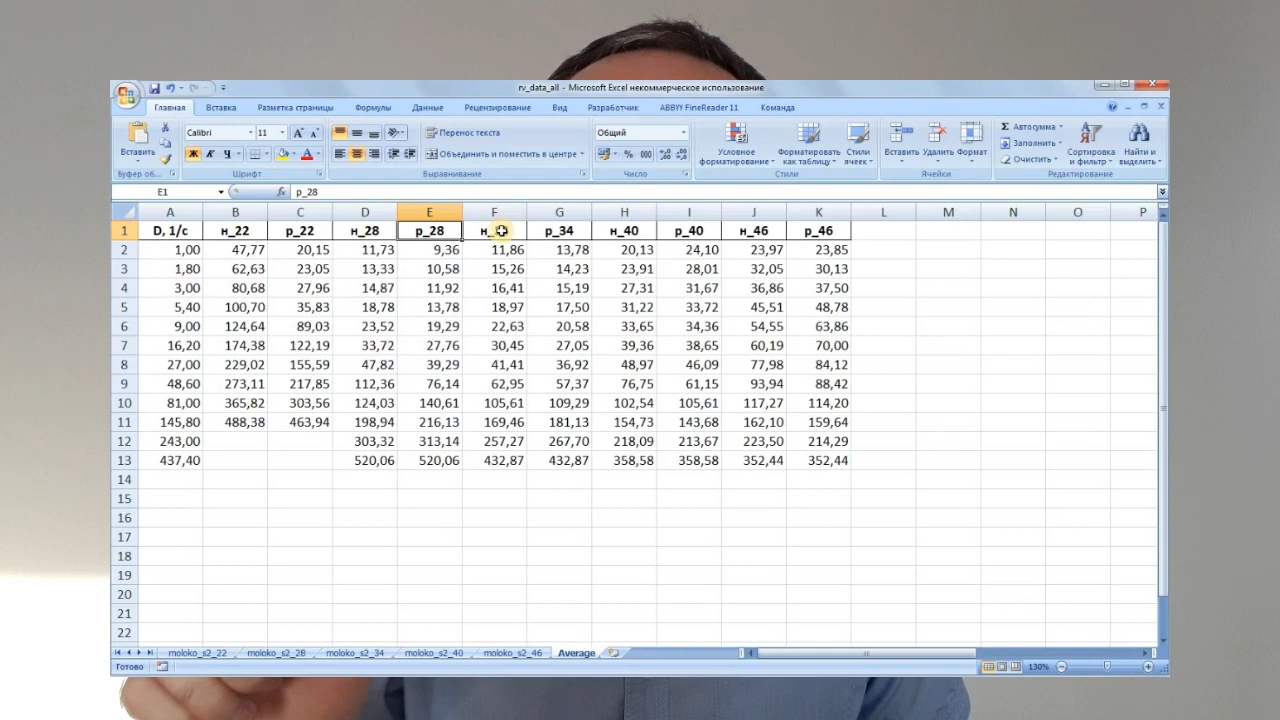 rv_data_all - Microsoft Excel некоммерческое использование
Главная Вставка Разметка страницы Формулы Данные Рецензирование Вид Разработчик ABBYY FineReader 11 Команда
Вставить
Буфер об...
Calibri 11
Ж К Ч
Шрифт
Перенос текста
Объединить и поместить в центре
Выравнивание
Общий
% 000
Число
Условное форматирование
Форматировать как таблицу
Стили ячеек
Стили
Вставить Удалить Формат
Ячейки
Σ Автосумма
Заполнить
Очистить
Сортировка и фильтр
Найти и выделить
Редактирование
E1 fx p_28
A B C D E F G H I J K L M N O P
1 D, 1/c н_22 p_22 н_28 p_28 p_34 н_40 p_40 н_46 p_46
2 1,00 47,77 20,15 11,73 9,36 11,86 13,78 20,13 24,10 23,97 23,85
3 1,80 62,63 23,05 13,33 10,58 15,26 14,23 23,91 28,01 32,05 30,13
4 3,00 80,68 27,96 14,87 11,92 16,41 15,19 27,31 31,67 36,86 37,50
5 5,40 100,70 35,83 18,78 13,78 18,97 17,50 31,22 33,72 45,51 48,78
6 9,00 124,64 89,03 23,52 19,29 22,63 20,58 33,65 34,36 54,55 63,86
7 16,20 174,38 122,19 33,72 27,76 30,45 27,05 39,36 38,65 60,19 70,00
8 27,00 229,02 155,59 47,82 39,29 41,41 36,92 48,97 46,09 77,98 84,12
9 48,60 273,11 217,85 112,36 76,14 62,95 57,37 76,75 61,15 93,94 88,42
10 81,00 365,82 303,56 124,03 140,61 105,61 109,29 102,54 105,61 117,27 114,20
11 145,80 488,38 463,94 198,94 216,13 169,46 181,13 154,73 143,68 162,10 159,64
12 243,00 303,32 313,14 257,27 267,70 218,09 213,67 223,50 214,29
13 437,40 520,06 520,06 432,87 432,87 358,58 358,58 352,44 352,44
14
15
16
17
18
19
20
21
22
moloko_s2_22 moloko_s2_28 moloko_s2_34 moloko_s2_40 moloko_s2_46 Average
Готово 130%